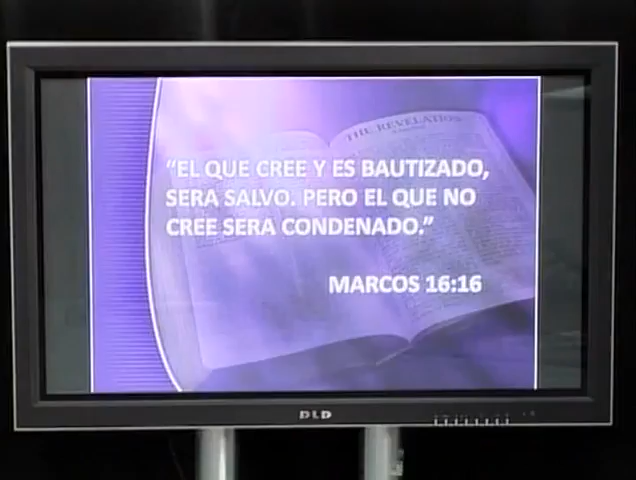 THE REVELATION
"EL QUE CREE Y ES BAUTIZADO,
SERA SALVO. PERO EL QUE NO
CREE SERA CONDENADO."
MARCOS 16:16
DLD